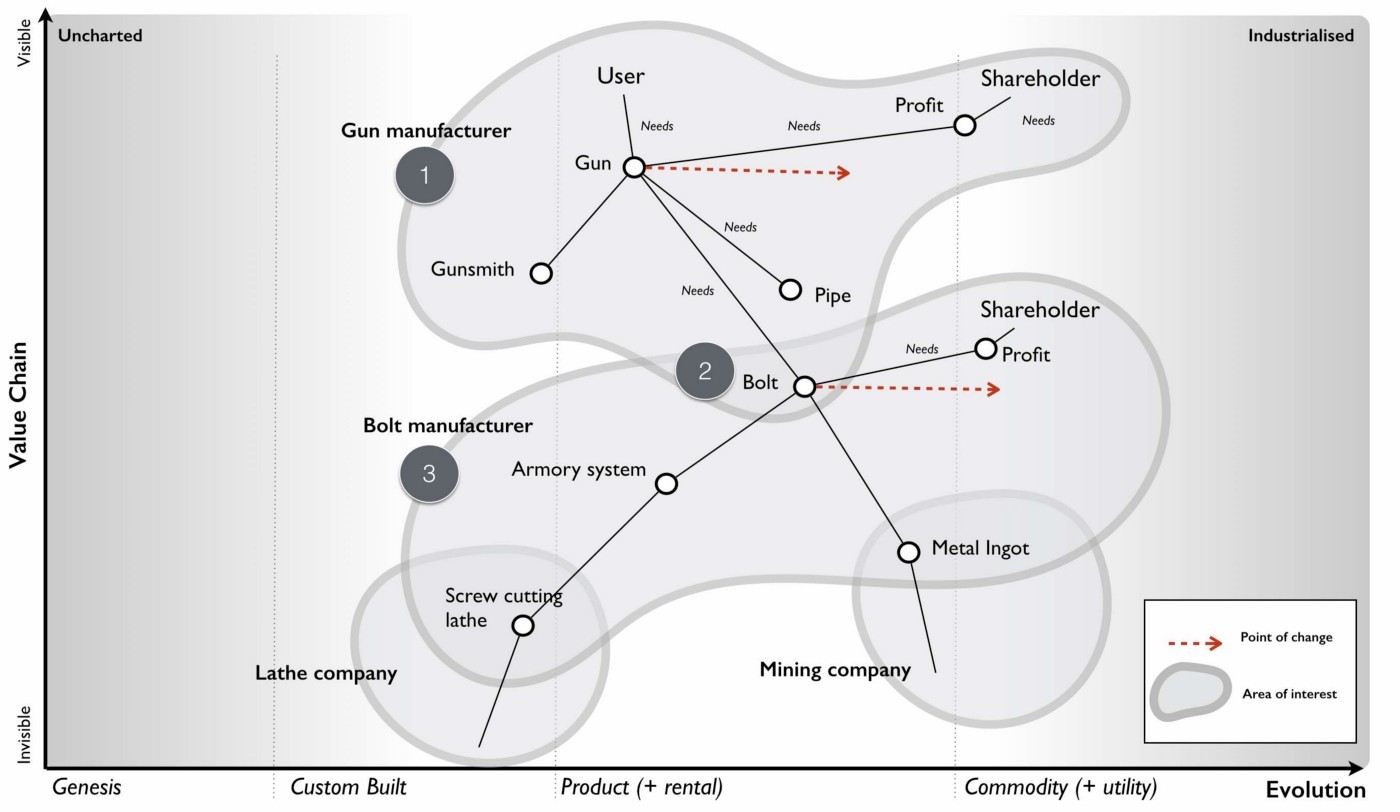 Visible
Uncharted
Industrialised
User
Shareholder
Profit
Needs
Needs
Needs
Gun manufacturer
1
Gun
Needs
Gunsmith
Needs
Pipe
Shareholder
2
Bolt
Needs
Profit
Value Chain
Bolt manufacturer
3
Armory system
Metal Ingot
Screw cutting
lathe
Lathe company
Mining company
Point of change
Area of interest
Invisible
Genesis
Custom Built
Product (+ rental)
Commodity (+ utility)
Evolution